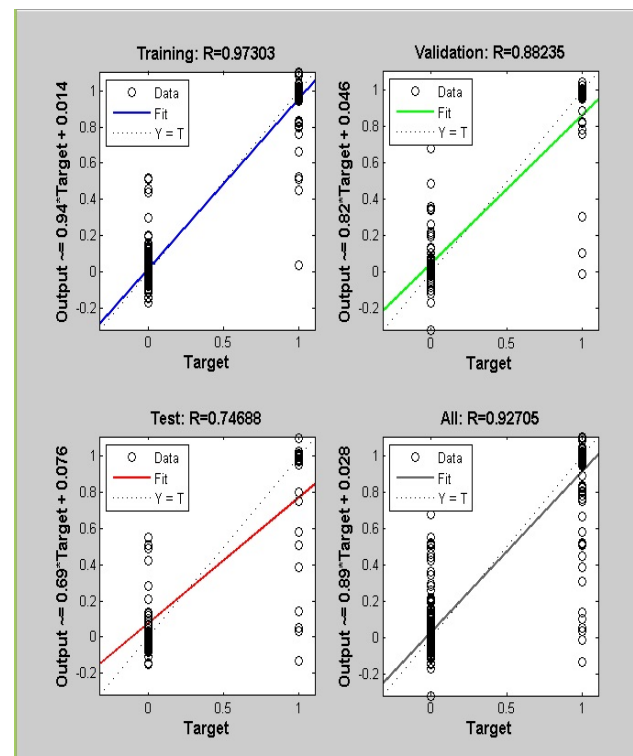 Training: R=0.97303
Output ~= 0.94*Target + 0.014
1
0.8
0.6
0.4
0.2
0
-0.2
Data
Fit
Y = T
0 0.5 1
Target
Validation: R=0.88235
Output ~= 0.82*Target + 0.046
1
0.8
0.6
0.4
0.2
0
-0.2
Data
Fit
Y = T
0 0.5 1
Target
Test: R=0.74688
Output ~= 0.69*Target + 0.076
1
0.8
0.6
0.4
0.2
0
-0.2
Data
Fit
Y = T
0 0.5 1
Target
All: R=0.92705
Output ~= 0.89*Target + 0.028
1
0.8
0.6
0.4
0.2
0
-0.2
Data
Fit
Y = T
0 0.5 1
Target